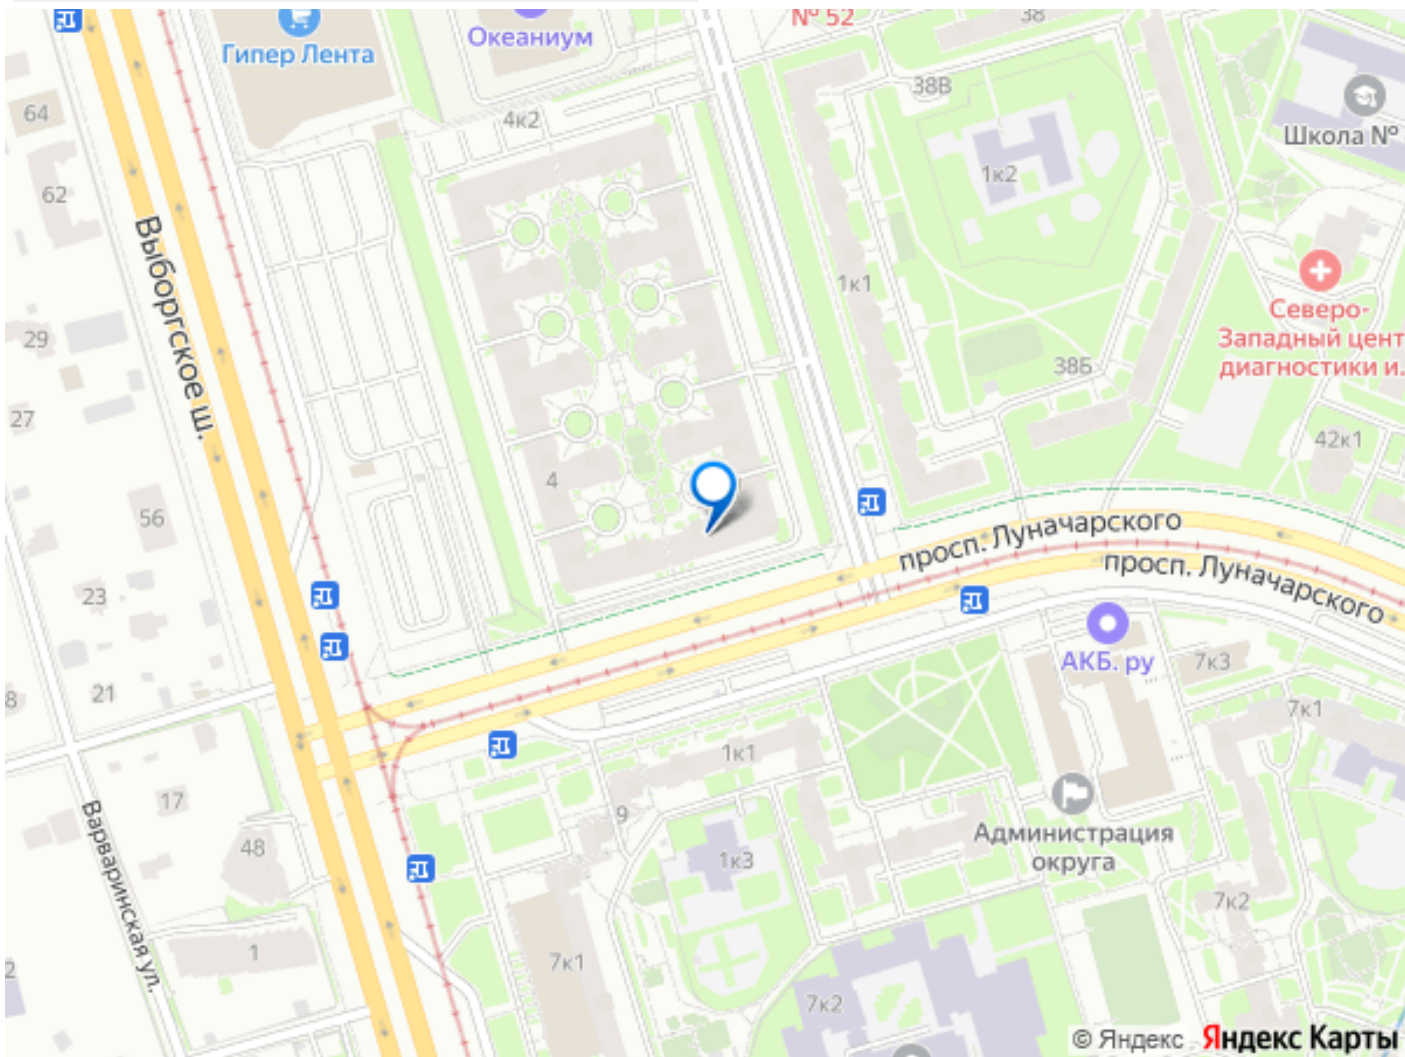 № 52
38
Гипер Лента
Океаниум
64
4к2
38В
Школа №
62
1к2
Выборгское ш.
1к1
Северо-
Западный цент
диагностики и.
29
38Б
27
42к1
4
56
просп. Луначарского
просп. Луначарского
23
АКБ. ру
7к3
21
8
7к1
1к1
17
9
Администрация
округа
48
1к3
Варваринская ул.
7к2
1
7к1
2
7к2
© Яндекс Яндекс Карты